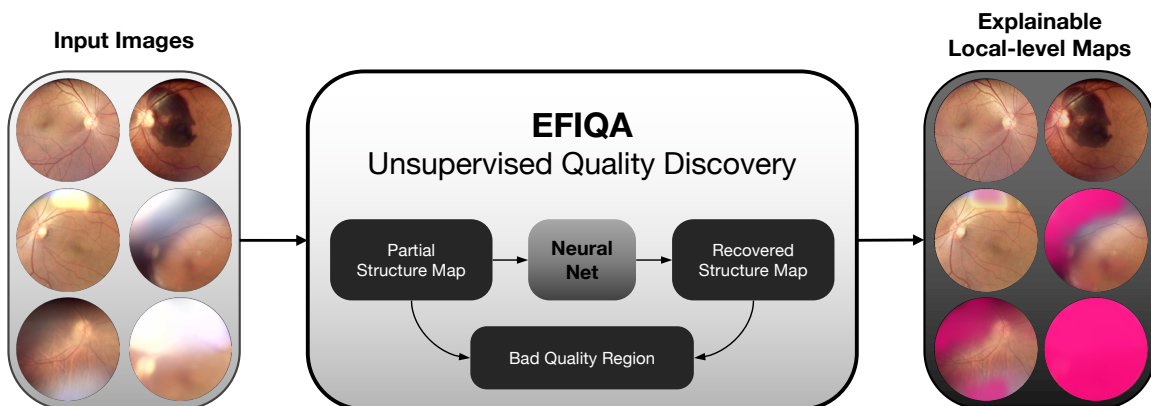 Input Images
EFIQA
Unsupervised Quality Discovery
Partial
Structure Map
Neural
Net
Recovered
Structure Map
Bad Quality Region
Explainable
Local-level Maps